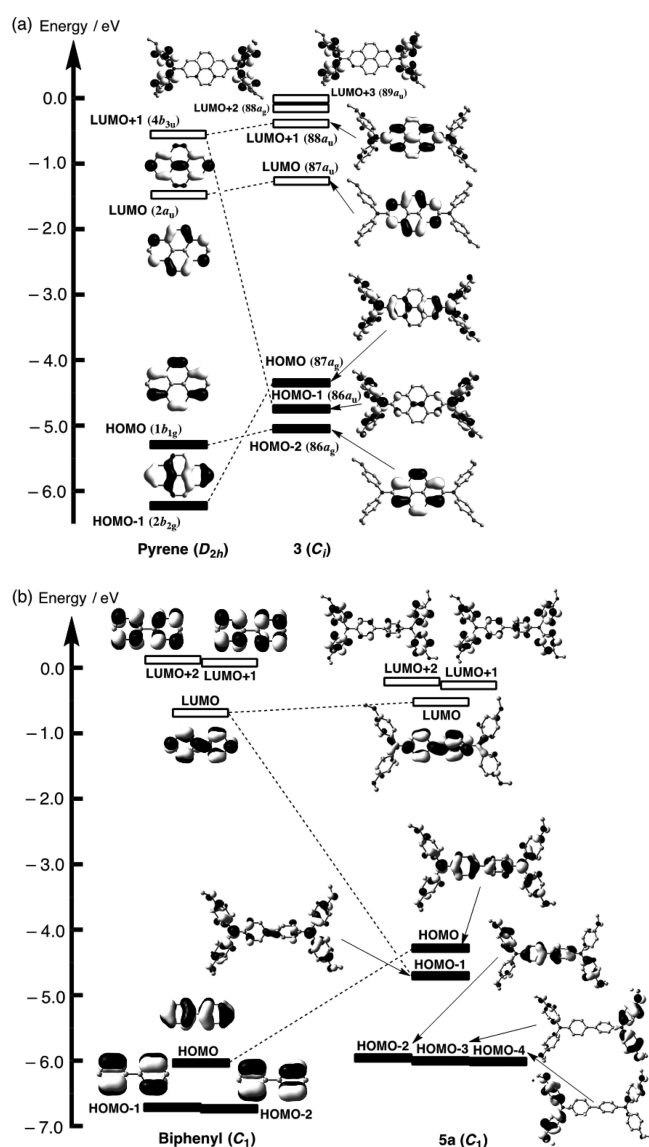 (a) Energy / eV
LUMO+3 (89au)
0.0
LUMO+2 (88ag)
LUMO+1 (4b3u)
LUMO+1 (88au)
−1.0
LUMO (87au)
LUMO (2au)
−2.0
−3.0
−4.0
HOMO (87ag)
HOMO-1 (86au)
HOMO (1b1g)
−5.0
HOMO-2 (86ag)
−6.0
HOMO-1 (2b2g)
Pyrene (D2h)
3 (Ci)
(b) Energy / eV
0.0
LUMO+2
LUMO+1
LUMO+2
LUMO+1
LUMO
LUMO
−1.0
−2.0
−3.0
−4.0
HOMO
HOMO-1
−5.0
HOMO
HOMO-2
HOMO-3
HOMO-4
−6.0
HOMO-1
HOMO-2
−7.0
Biphenyl (C1)
5a (C1)